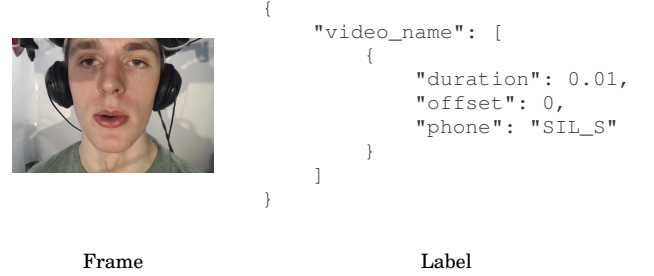 {
"video_name": [
{
"duration": 0.01,
"offset": 0,
"phone": "SIL_S"
}
]
}
Frame
Label